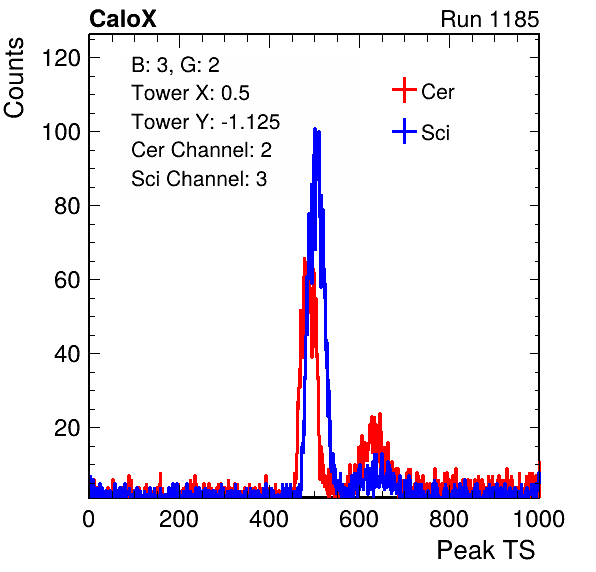 CaloX Run 1185
Counts
120
100
80
60
40
20
B: 3, G: 2
Tower X: 0.5
Tower Y: -1.125
Cer Channel: 2
Sci Channel: 3
Cer
Sci
0 200 400 600 800 1000
Peak TS